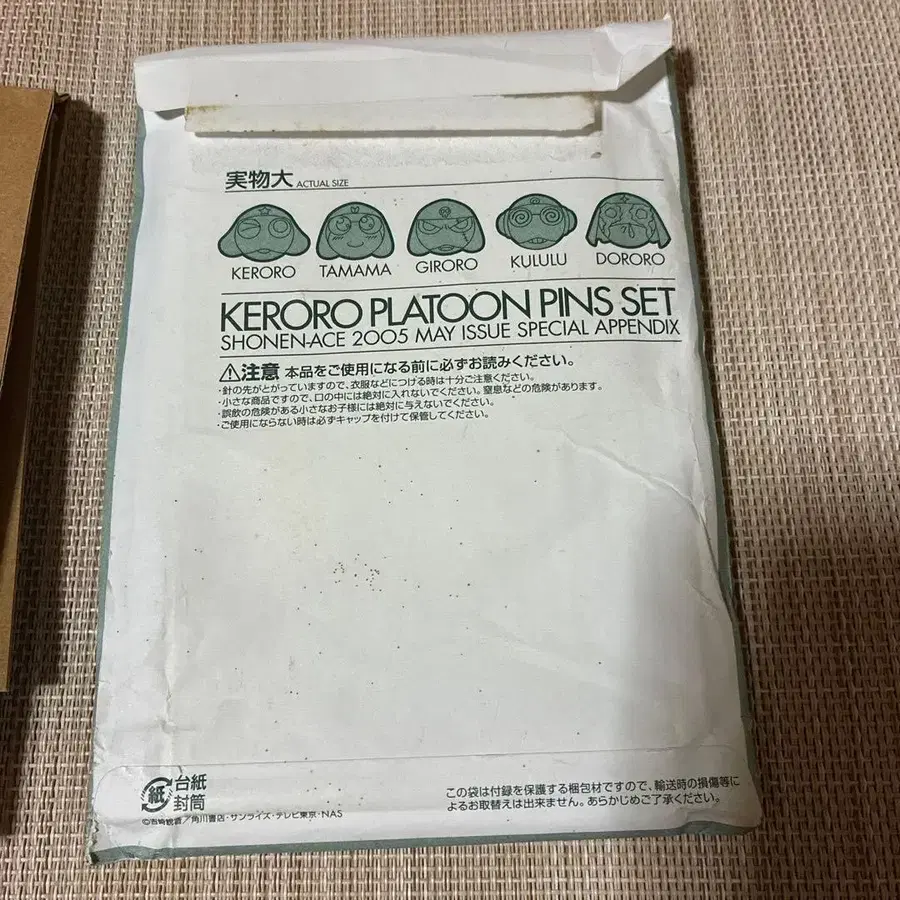 実物大 ACTUAL SIZE
KERORO TAMAMA GIRORO KULULU DORORO
KERORO PLATOON PINS SET
SHONEN-ACE 2005 MAY ISSUE SPECIAL APPENDIX
⚠注意 本品をご使用になる前に必ずお読みください。
・針の先がとがっていますので、衣服などにつける時は十分ご注意ください。
・小さな商品ですので、口の中には絶対に入れないでください。窒息などの危険があります。
・誤飲の危険がある小さなお子様には絶対に与えないでください。
・ご使用にならない時は必ずキャップを付けて保管してください。
紙 台紙
封筒
©吉崎観音/角川書店・サンライズ・テレビ東京・NAS
この袋は付録を保護する梱包材ですので、輸送時の損傷等に
よるお取替えは出来ません。あらかじめご了承ください。